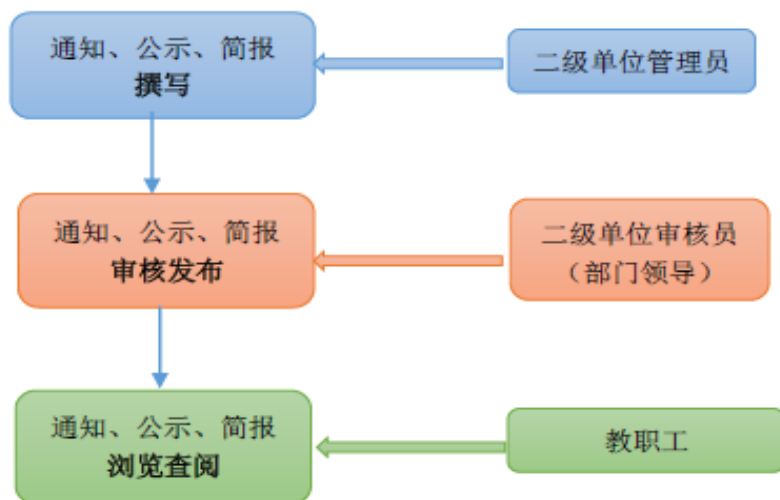 通知、公示、简报
撰写
二级单位管理员
通知、公示、简报
审核发布
二级单位审核员
（部门领导）
通知、公示、简报
浏览查阅
教职工